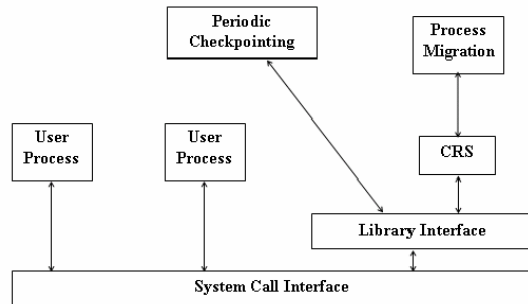 Periodic
Checkpointing
Process
Migration
User
Process
User
Process
CRS
Library Interface
System Call Interface